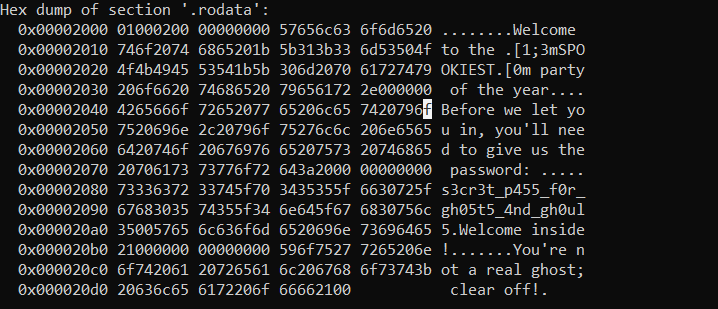 Hex dump of section '.rodata':
0x00002000 01000200 00000000 57656c63 6f6d6520 ........Welcome
0x00002010 746f2074 6865201b 5b313b33 6d53504f to the .[1;3mSPO
0x00002020 4f4b4945 53541b5b 306d2070 61727479 OKIEST.[0m party
0x00002030 206f6620 74686520 79656172 2e000000 of the year....
0x00002040 4265666f 72652077 65206c65 7420796f Before we let yo
0x00002050 7520696e 2c20796f 75276c6c 206e6565 u in, you'll nee
0x00002060 6420746f 20676976 65207573 20746865 d to give us the
0x00002070 20706173 73776f72 643a2000 00000000 password: .....
0x00002080 73336372 33745f70 3435355f 6630725f s3cr3t_p455_f0r_
0x00002090 67683035 74355f34 6e645f67 6830756c gh05t5_4nd_gh0ul
0x000020a0 35005765 6c636f6d 6520696e 73696465 5.Welcome inside
0x000020b0 21000000 00000000 596f7527 7265206e !.......You're n
0x000020c0 6f742061 20726561 6c206768 6f73743b ot a real ghost;
0x000020d0 20636c65 6172206f 66662100 clear off!.